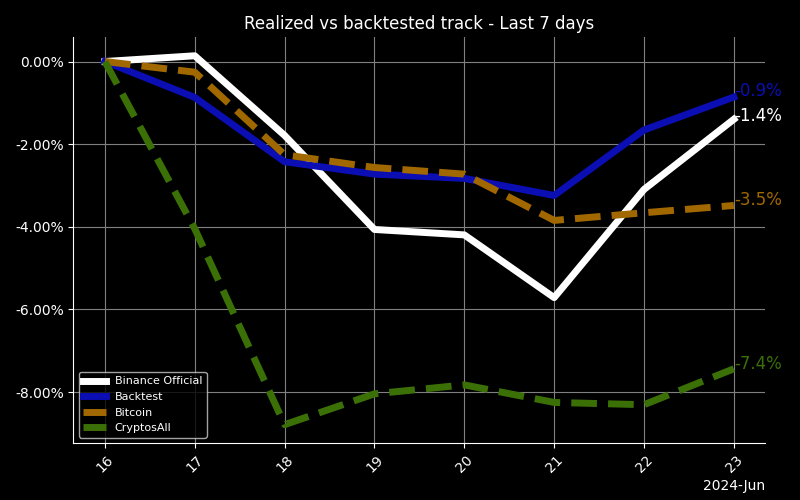 Realized vs backtested track - Last 7 days
0.00%
-2.00%
-4.00%
-6.00%
-8.00%
-0.9%
-1.4%
-3.5%
-7.4%
Binance Official
Backtest
Bitcoin
CryptosAll
16
17
18
19
20
21
22
23
2024-Jun